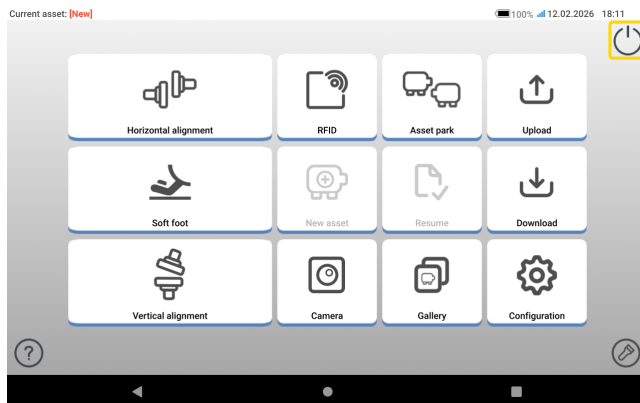 Current asset: [New]
100% 12.02.2026 18:11
Horizontal alignment
RFID
Asset park
Upload
Soft foot
New asset
Resume
Download
Vertical alignment
Camera
Gallery
Configuration
?